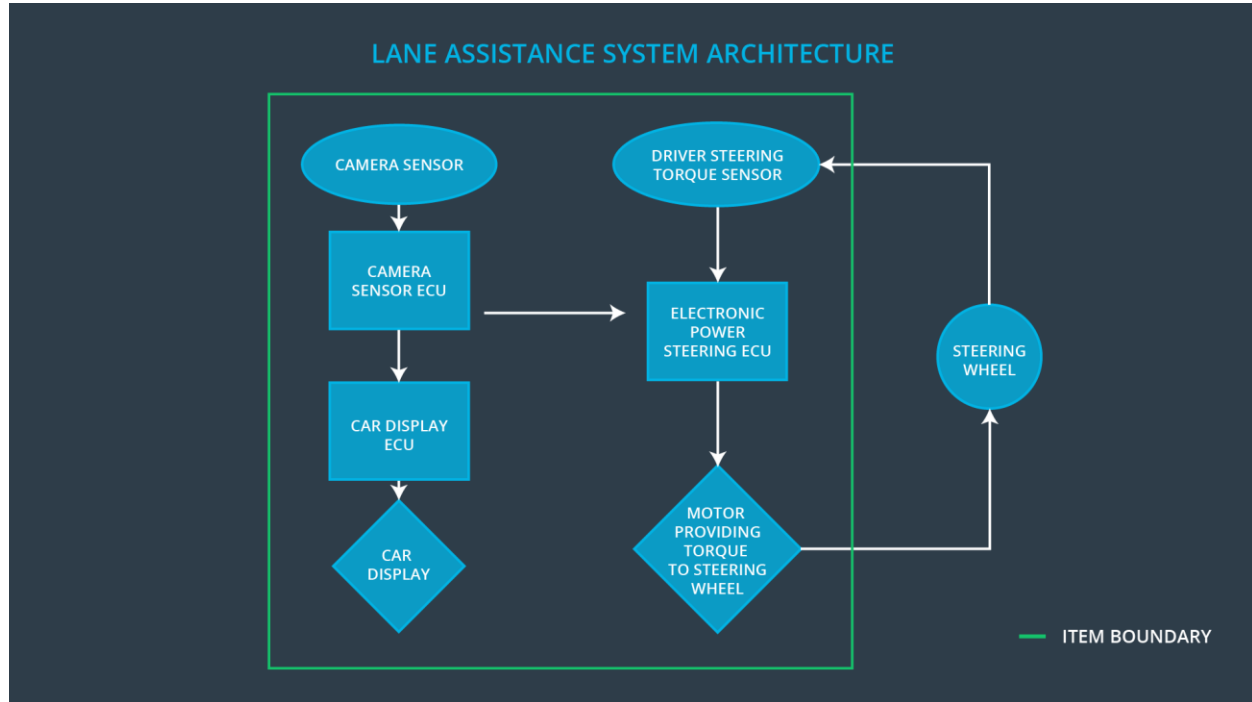 LANE ASSISTANCE SYSTEM ARCHITECTURE
CAMERA SENSOR
CAMERA
SENSOR ECU
CAR DISPLAY
ECU
CAR
DISPLAY
DRIVER STEERING
TORQUE SENSOR
ELECTRONIC
POWER
STEERING ECU
MOTOR
PROVIDING
TORQUE
TO STEERING
WHEEL
STEERING
WHEEL
ITEM BOUNDARY